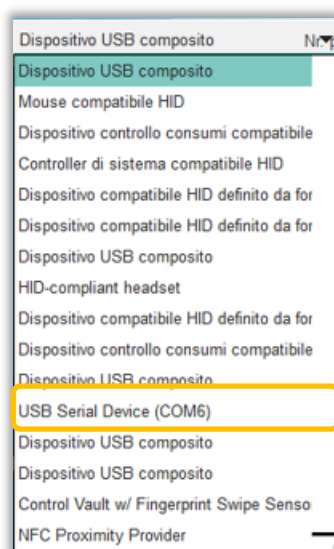 Dispositivo USB composito Nr.
Dispositivo USB composito
Mouse compatibile HID
Dispositivo controllo consumi compatibile
Controller di sistema compatibile HID
Dispositivo compatibile HID definito da for
Dispositivo compatibile HID definito da for
Dispositivo USB composito
HID-compliant headset
Dispositivo compatibile HID definito da for
Dispositivo controllo consumi compatibile
Dispositivo USB composito
USB Serial Device (COM6)
Dispositivo USB composito
Dispositivo USB composito
Control Vault w/ Fingerprint Swipe Senso
NFC Proximity Provider